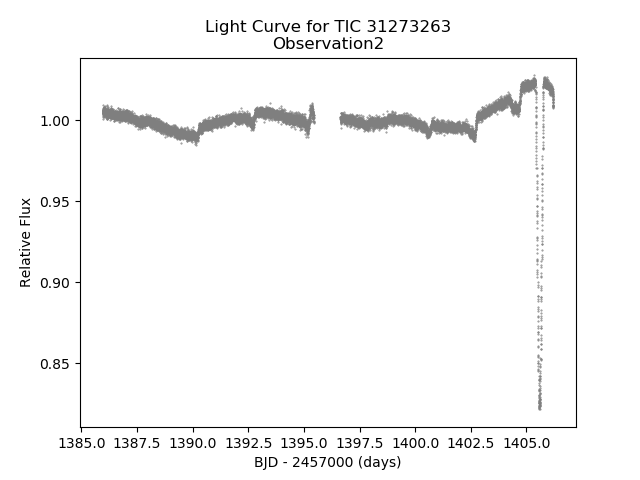 Light Curve for TIC 31273263
Observation2
Relative Flux
1.00
0.95
0.90
0.85
1385.0 1387.5 1390.0 1392.5 1395.0 1397.5 1400.0 1402.5 1405.0
BJD - 2457000 (days)